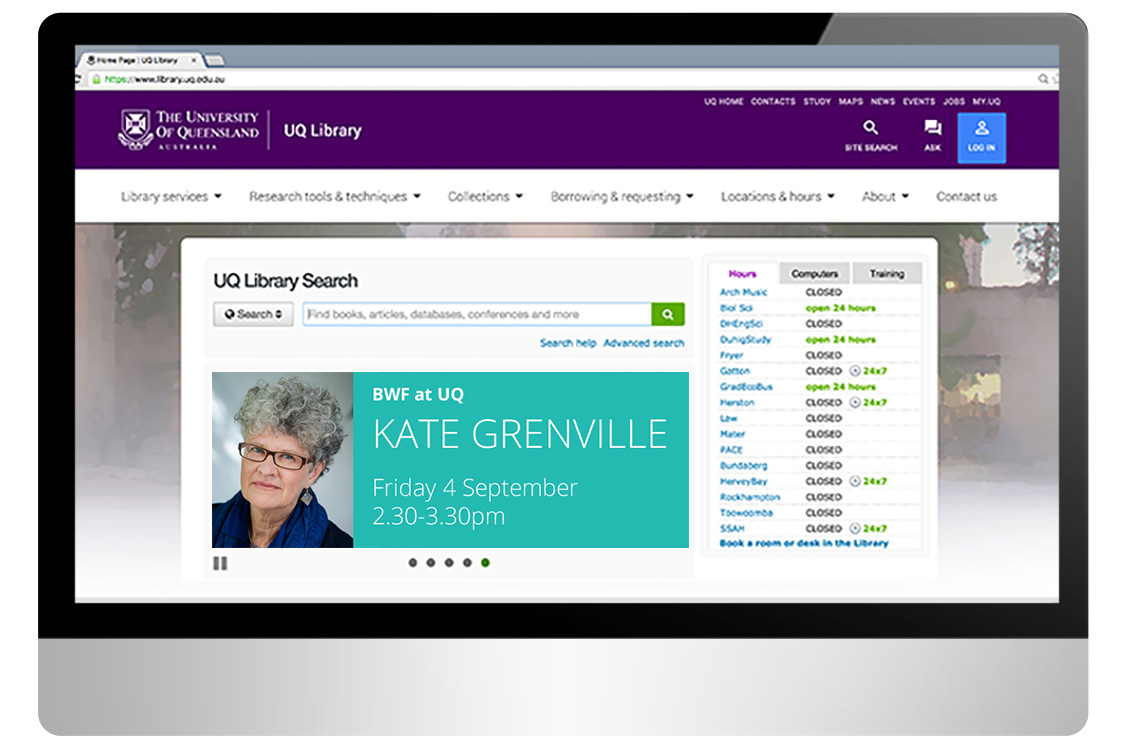 Home Page | UQ Library
https://www.library.uq.edu.au
UQ HOME CONTACTS STUDY MAPS NEWS EVENTS JOBS MY.UQ
THE UNIVERSITY
OF QUEENSLAND
AUSTRALIA
UQ Library
SITE SEARCH ASK LOG IN
Library services Research tools & techniques Collections Borrowing & requesting Locations & hours About Contact us
UQ Library Search
Search Find books, articles, databases, conferences and more
Search help Advanced search
BWF at UQ
KATE GRENVILLE
Friday 4 September
2.30-3.30pm
Hours Computers Training
Arch Music CLOSED
Biol Sci open 24 hours
DHEngSci CLOSED
DuhigStudy open 24 hours
Fryer CLOSED
Gatton CLOSED 24x7
GradEcoBus open 24 hours
Herston CLOSED 24x7
Law CLOSED
Mater CLOSED
PACE CLOSED
Bundaberg CLOSED
HerveyBay CLOSED 24x7
Rockhampton CLOSED
Toowoomba CLOSED
SSAH CLOSED 24x7
Book a room or desk in the Library